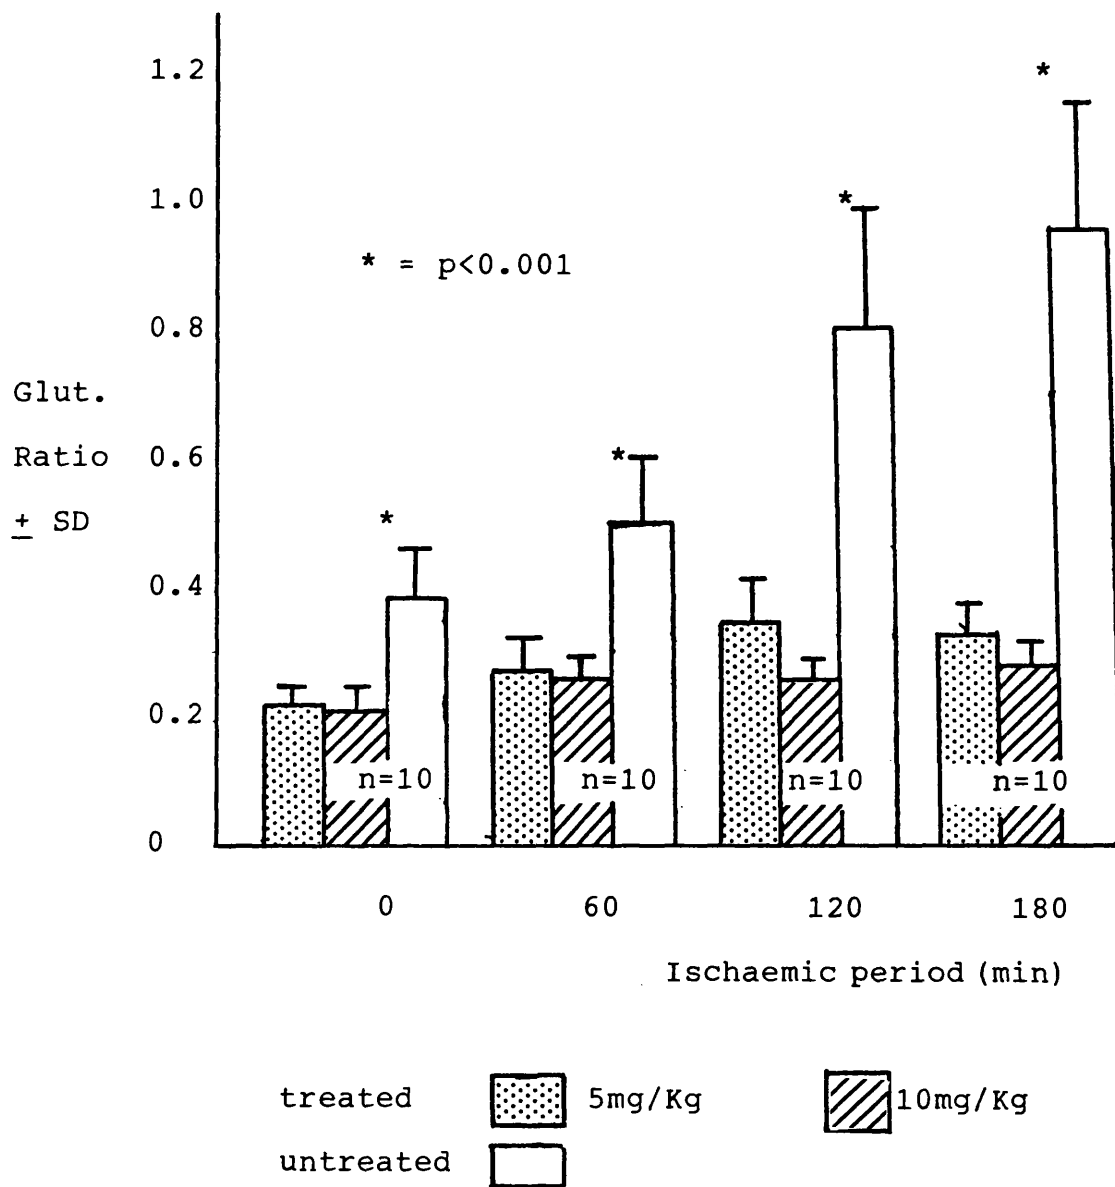 1.2
*
1.0
*
* = p<0.001
0.8
Glut.
Ratio
± SD
0.6
*
*
0.4
0.2
n=10 n=10 n=10 n=10
0
0 60 120 180
Ischaemic period (min)
treated 5mg/Kg 10mg/Kg
untreated